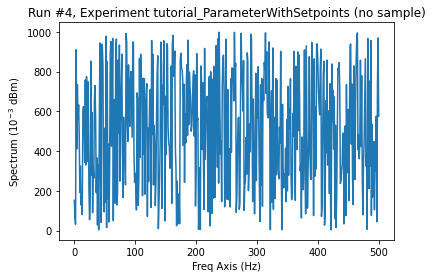 Run #4, Experiment tutorial_ParameterWithSetpoints (no sample)
Spectrum (10⁻³ dBm)
1000
800
600
400
200
0
0 100 200 300 400 500
Freq Axis (Hz)